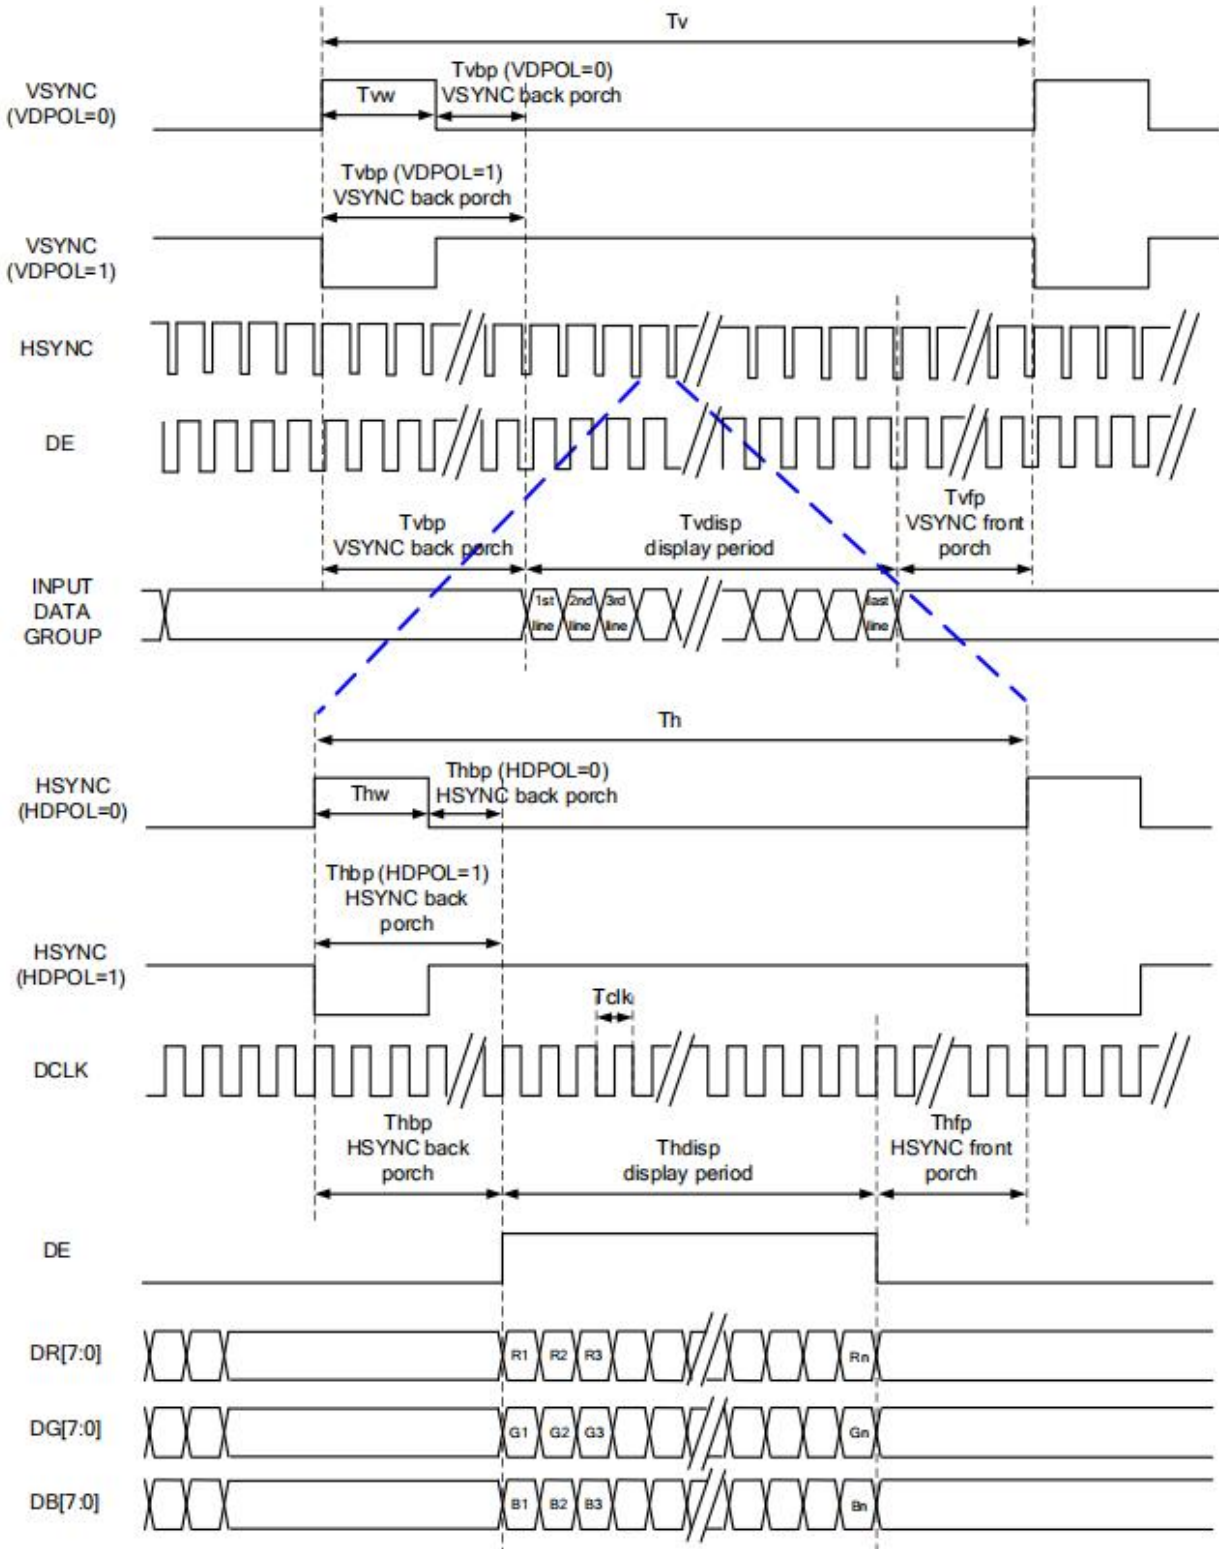 Tv
VSYNC
(VDPOL=0)
Tvw
Tvbp (VDPOL=0)
VSYNC back porch
Tvbp (VDPOL=1)
VSYNC back porch
VSYNC
(VDPOL=1)
HSYNC
DE
Tvbp
VSYNC back porch
Tvdisp
display period
Tvfp
VSYNC front
porch
INPUT
DATA
GROUP
1st
line
2nd
line
3rd
line
last
line
Th
HSYNC
(HDPOL=0)
Thw
Thbp (HDPOL=0)
HSYNC back porch
Thbp (HDPOL=1)
HSYNC back
porch
HSYNC
(HDPOL=1)
Tclk
DCLK
Thbp
HSYNC back
porch
Thdisp
display period
Thfp
HSYNC front
porch
DE
DR[7:0]
R1 R2 R3 Rn
DG[7:0]
G1 G2 G3 Gn
DB[7:0]
B1 B2 B3 Bn